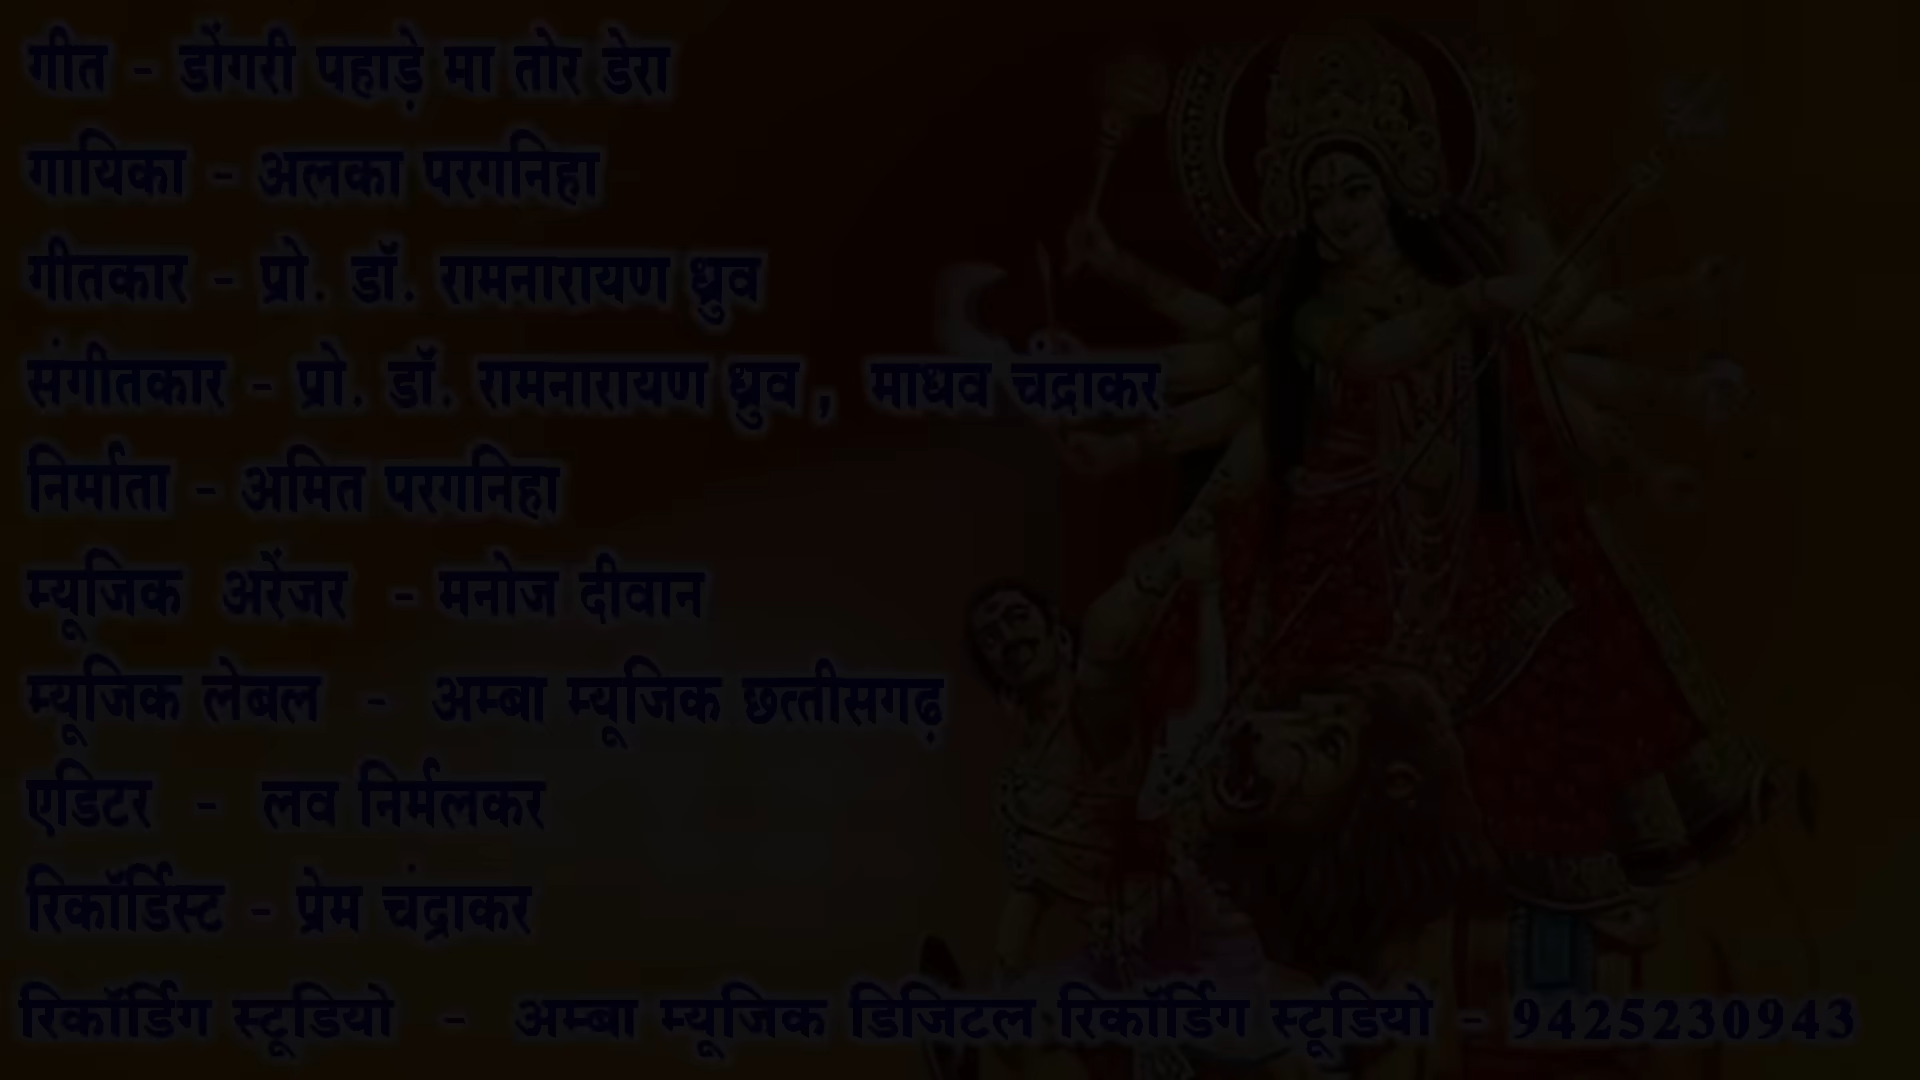 गीत - डोंगरी पहाड़े मा तोर डेरा
गायिका - अलका परगनिहा
गीतकार - प्रो. डॉ. रामनारायण ध्रुव
संगीतकार - प्रो. डॉ. रामनारायण ध्रुव , माधव चंद्राकर
निर्माता - अमित परगनिहा
म्यूजिक अरेंजर - मनोज दीवान
म्यूजिक लेबल - अम्बा म्यूजिक छत्तीसगढ़
एडिटर - लव निर्मलकर
रिकॉर्डिस्ट - प्रेम चंद्राकर
रिकॉर्डिंग स्टूडियो - अम्बा म्यूजिक डिजिटल रिकॉर्डिंग स्टूडियो - 9425230943